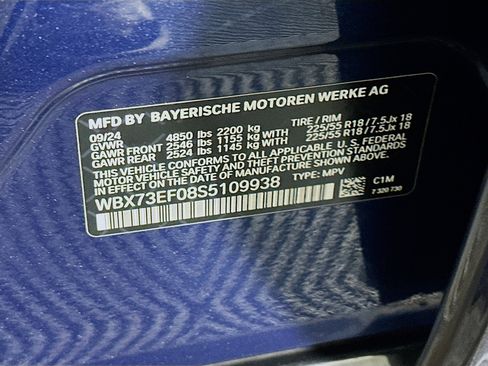 MFD BY BAYERISCHE MOTOREN WERKE AG
09/24 TIRE / RIM
GVWR 4850 lbs 2200 kg
GAWR FRONT 2546 lbs 1155 kg WITH 225/55 R18 / 7.5Jx 18
GAWR REAR 2524 lbs 1145 kg WITH 225/55 R18 / 7.5Jx 18
THIS VEHICLE CONFORMS TO ALL APPLICABLE U. S. FEDERAL
MOTOR VEHICLE SAFETY AND THEFT PREVENTION STANDARDS
IN EFFECT ON THE DATE OF MANUFACTURE SHOWN ABOVE.
WBX73EF08S5109938 TYPE: MPV
C1M
7 320 730